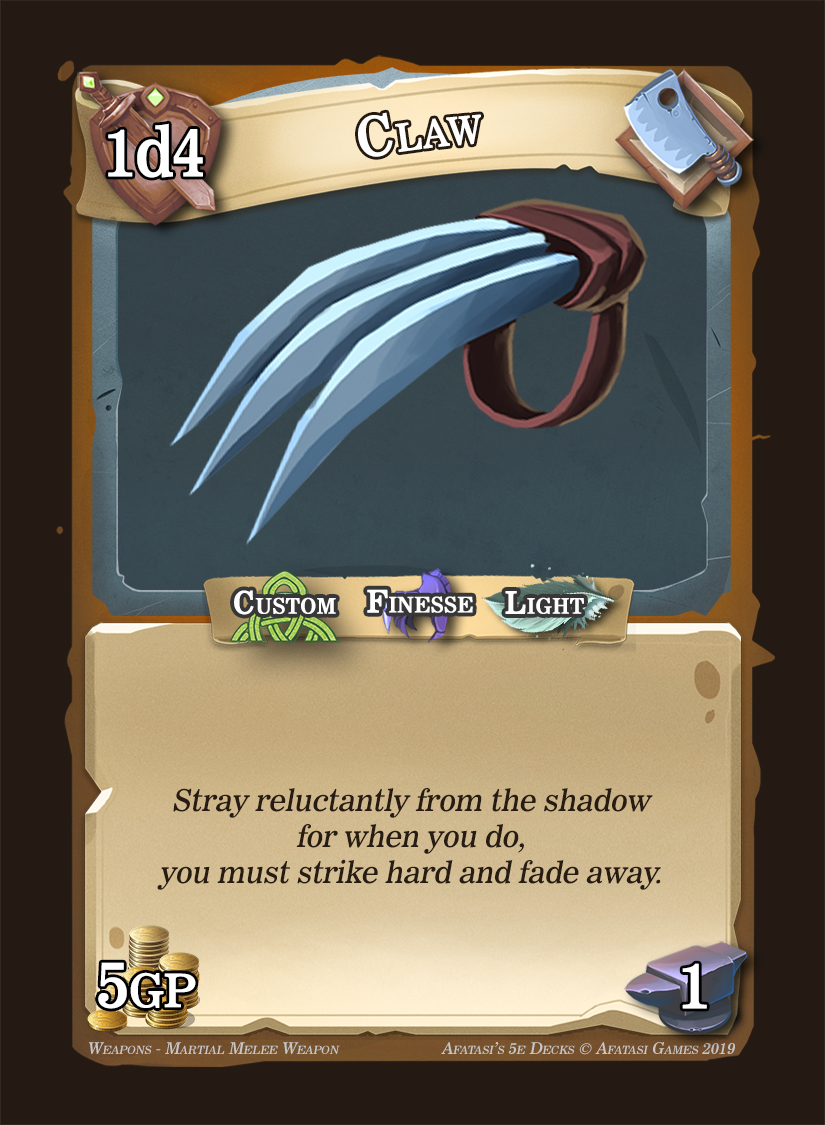 1d4
Claw
Custom Finesse Light
Stray reluctantly from the shadow
for when you do,
you must strike hard and fade away.
5GP
1
Weapons - Martial Melee Weapon
Afatasi's 5e Decks © Afatasi Games 2019